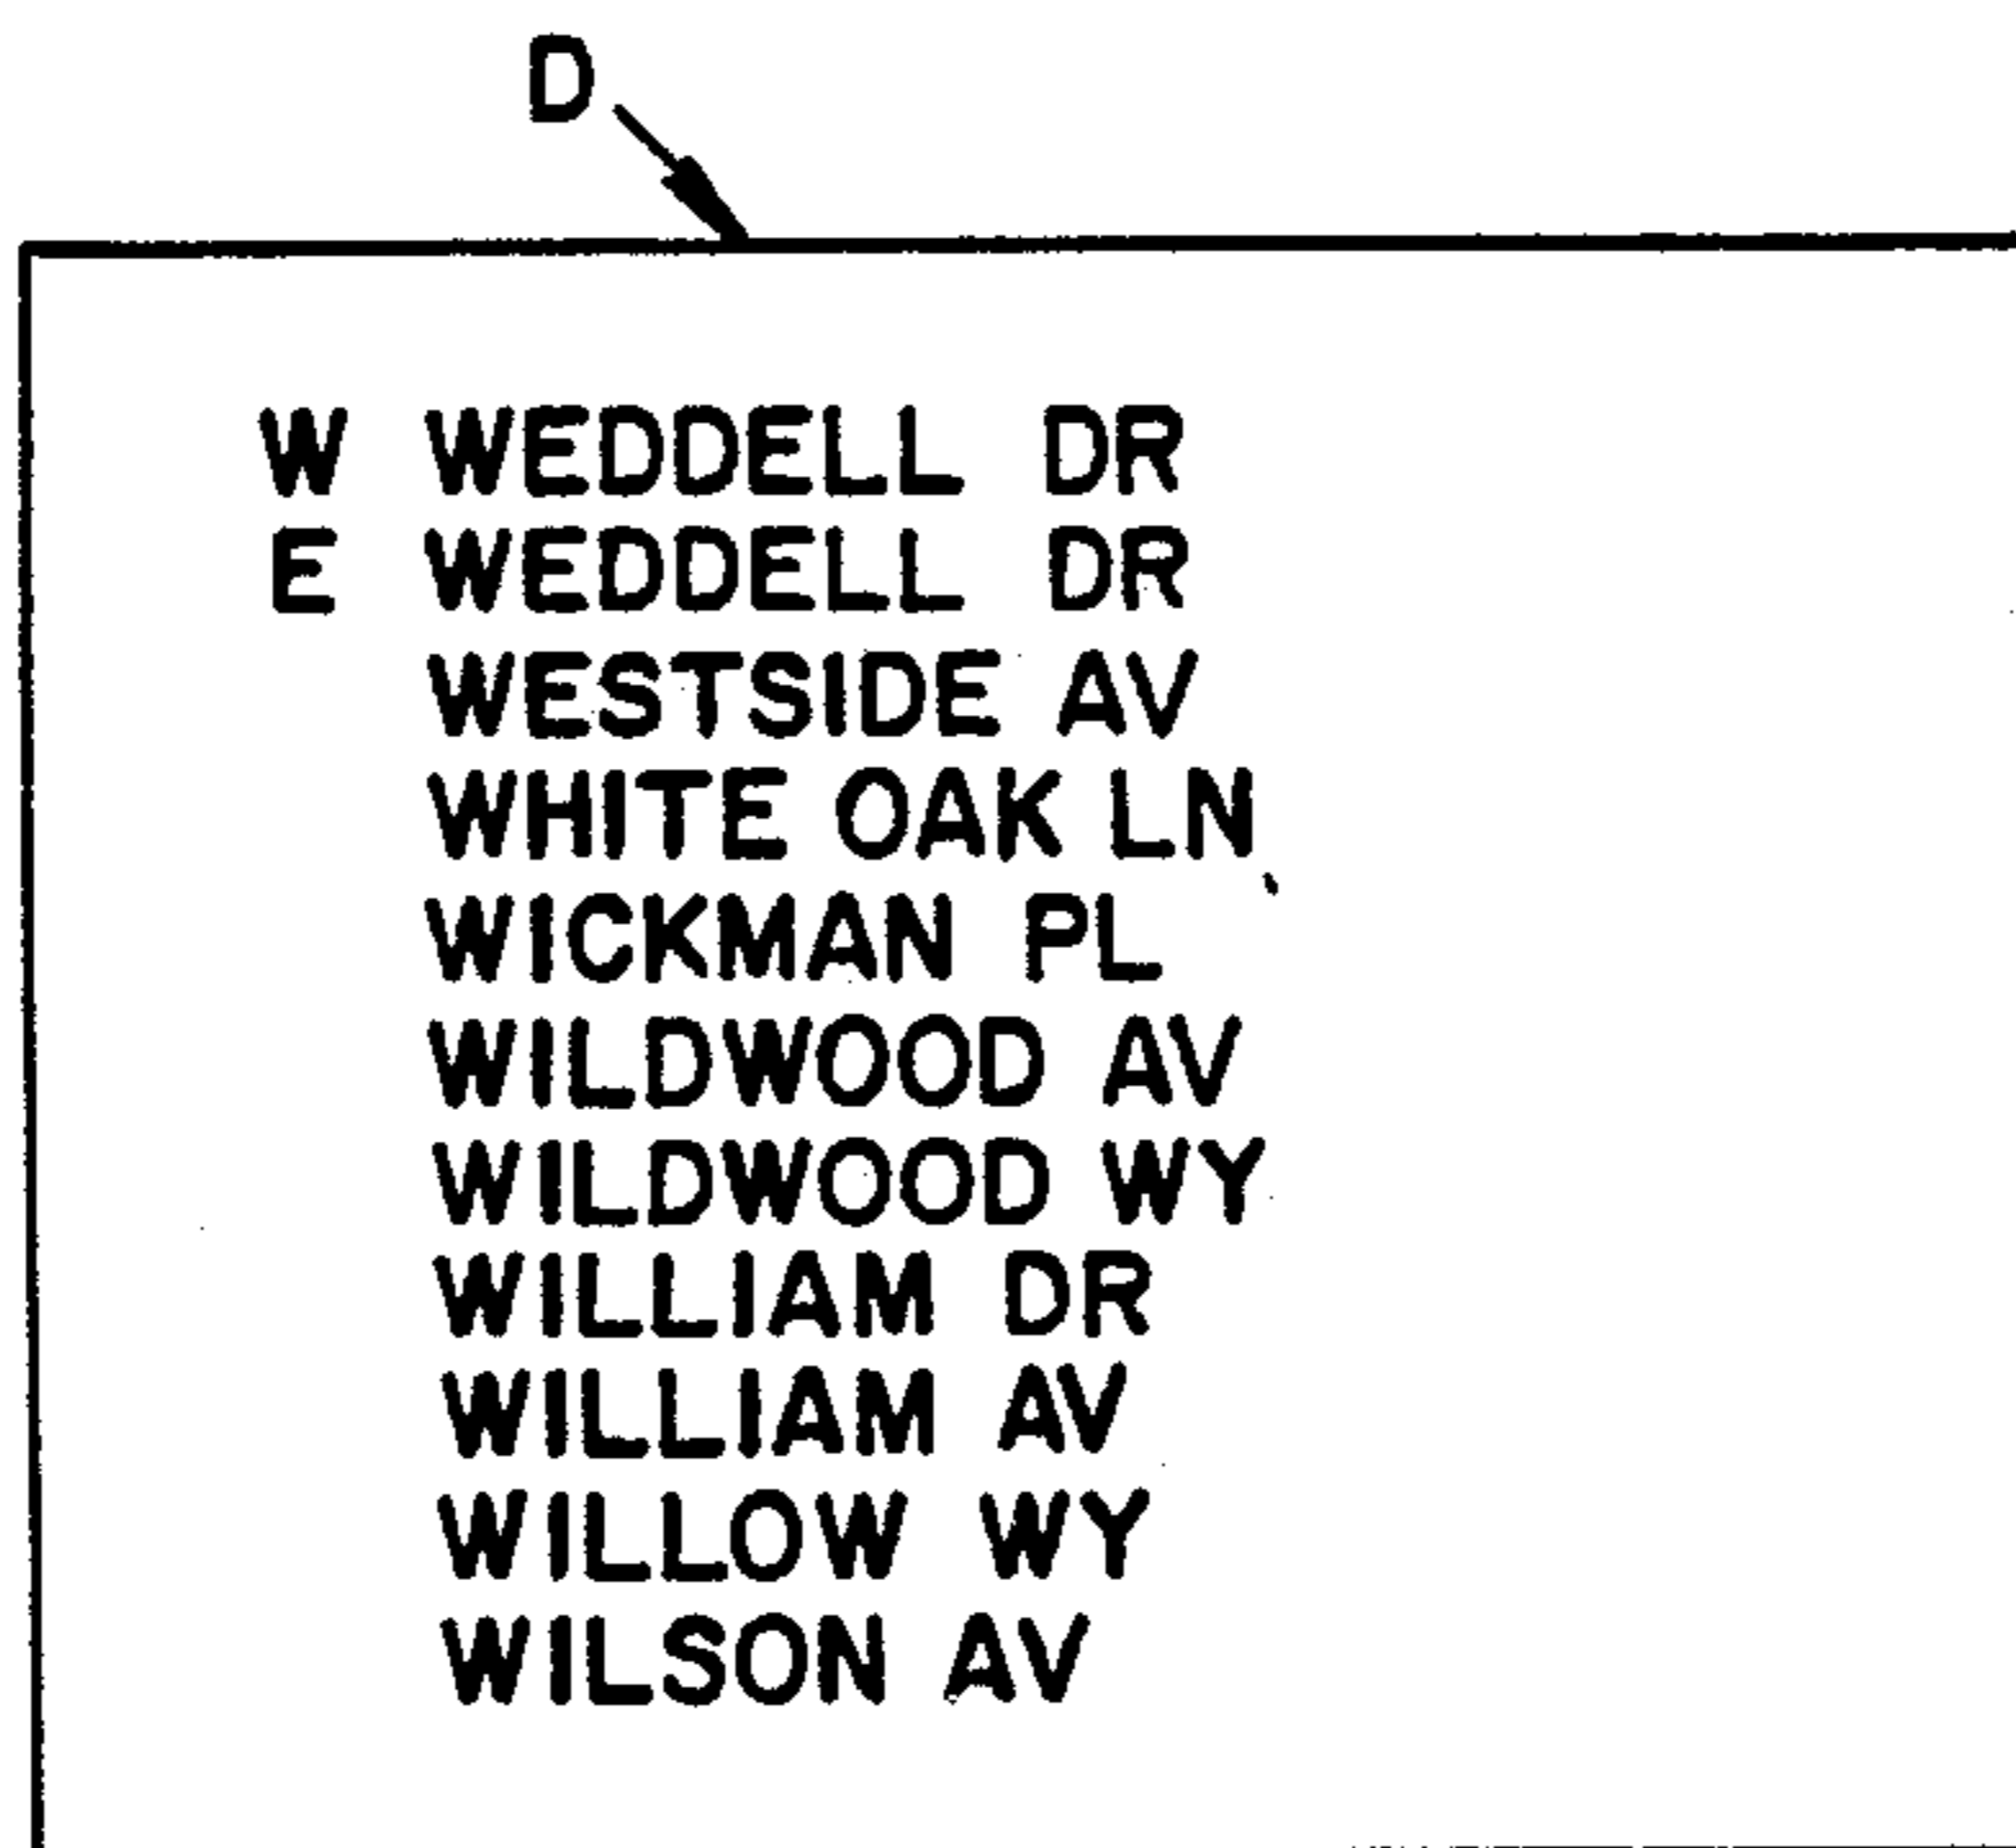 D
W WEDDELL DR
E WEDDELL DR
WESTSIDE AV
WHITE OAK LN
WICKMAN PL
WILDWOOD AV
WILDWOOD WY
WILLIAM DR
WILLIAM AV
WILLOW WY
WILSON AV